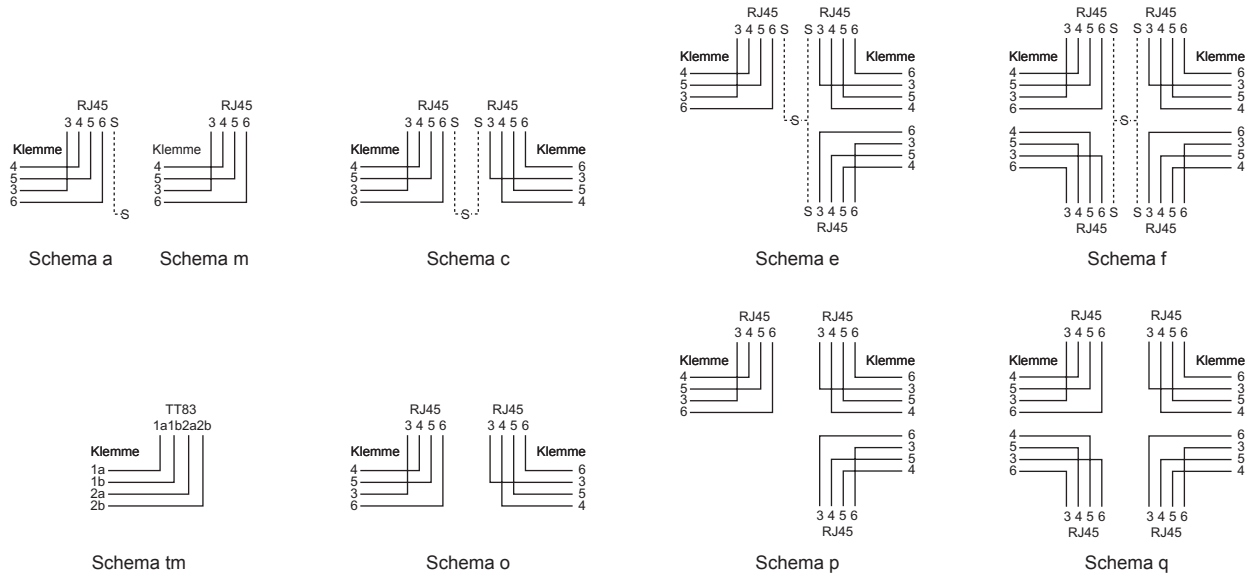 RJ45
3 4 5 6 S
Klemme
4
5
3
6
S
Schema a
RJ45
3 4 5 6
Klemme
4
5
3
6
Schema m
RJ45 RJ45
3 4 5 6 S S 3 4 5 6
Klemme Klemme
4 6
5 3
3 5
6 4
S
Schema c
RJ45 RJ45
3 4 5 6 S S 3 4 5 6
Klemme Klemme
4 6
5 3
3 5
6 4
S
6
3
5
4
S 3 4 5 6
RJ45
Schema e
RJ45 RJ45
3 4 5 6 S S 3 4 5 6
Klemme Klemme
4 6
5 3
3 5
6 4
S
4 6
5 3
3 5
6 4
3 4 5 6 S S 3 4 5 6
RJ45 RJ45
Schema f
TT83
1a1b2a2b
Klemme
1a
1b
2a
2b
Schema tm
RJ45 RJ45
3 4 5 6 3 4 5 6
Klemme Klemme
4 6
5 3
3 5
6 4
Schema o
RJ45 RJ45
3 4 5 6 3 4 5 6
Klemme Klemme
4 6
5 3
3 5
6 4
6
3
5
4
3 4 5 6
RJ45
Schema p
RJ45 RJ45
3 4 5 6 3 4 5 6
Klemme Klemme
4 6
5 3
3 5
6 4
4 6
5 3
3 5
6 4
3 4 5 6 3 4 5 6
RJ45 RJ45
Schema q